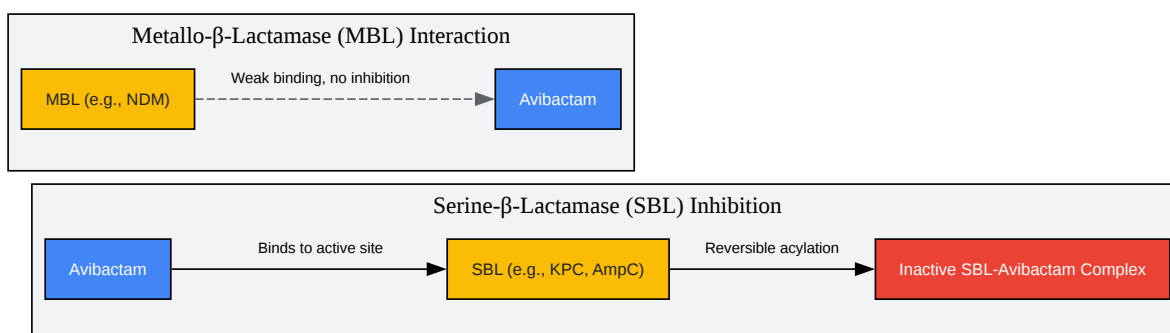 Metallo-β-Lactamase (MBL) Interaction
Weak binding, no inhibition
MBL (e.g., NDM)
Avibactam
Serine-β-Lactamase (SBL) Inhibition
Binds to active site
Reversible acylation
Avibactam
SBL (e.g., KPC, AmpC)
Inactive SBL-Avibactam Complex